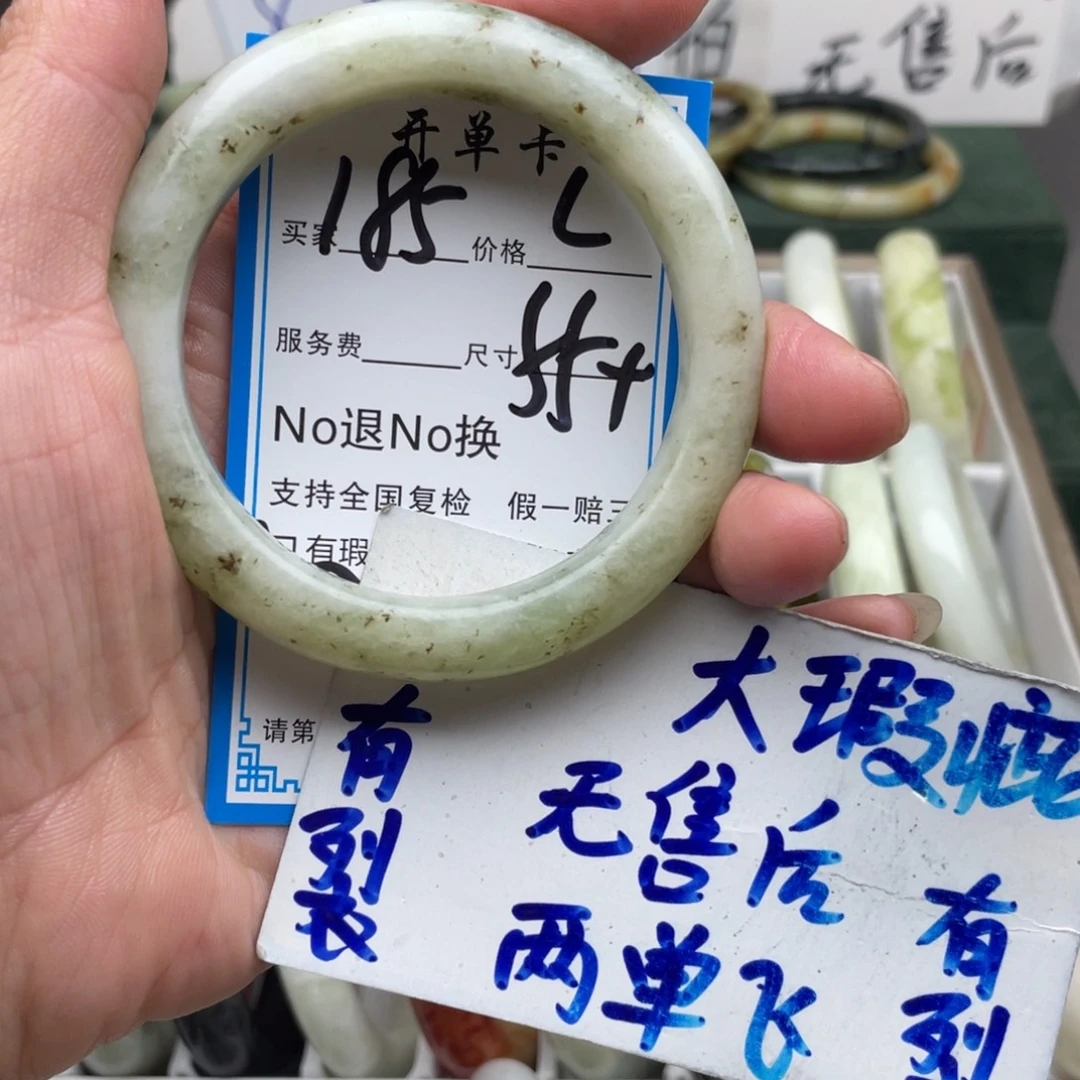 无售后
开单卡
买家 185 价格 L
服务费 尺寸 55+
No退No换
支持全国复检 假一赔三
有瑕
请第
大瑕疵
无售后
两单飞
有裂
有裂